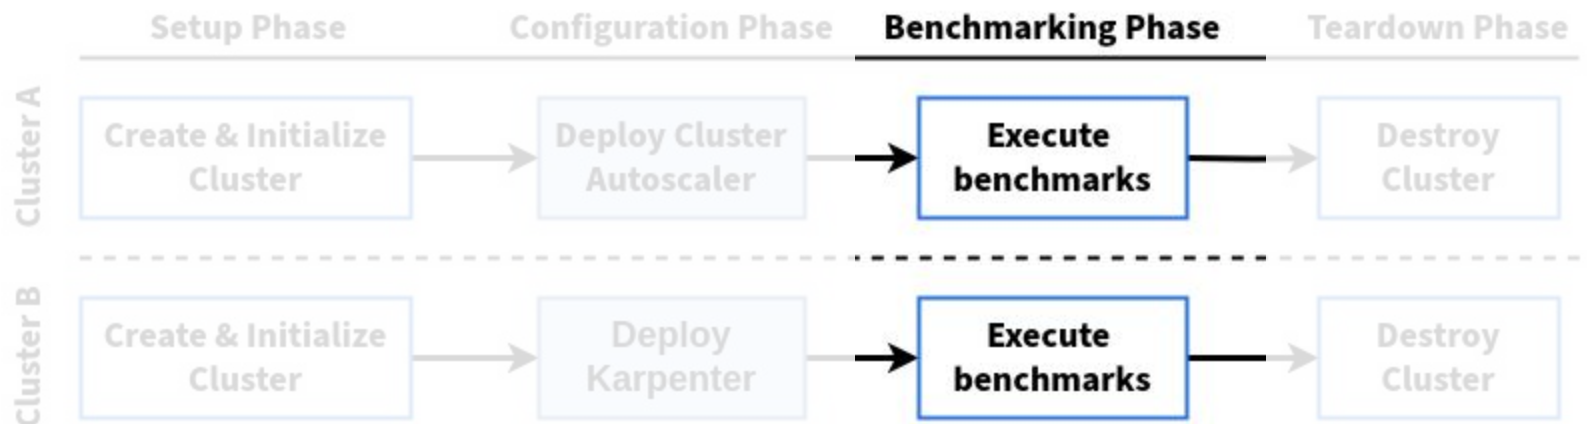 Setup Phase
Configuration Phase
Benchmarking Phase
Teardown Phase
Cluster A
Create & Initialize
Cluster
Deploy Cluster
Autoscaler
Execute
benchmarks
Destroy
Cluster
Cluster B
Create & Initialize
Cluster
Deploy
Karpenter
Execute
benchmarks
Destroy
Cluster